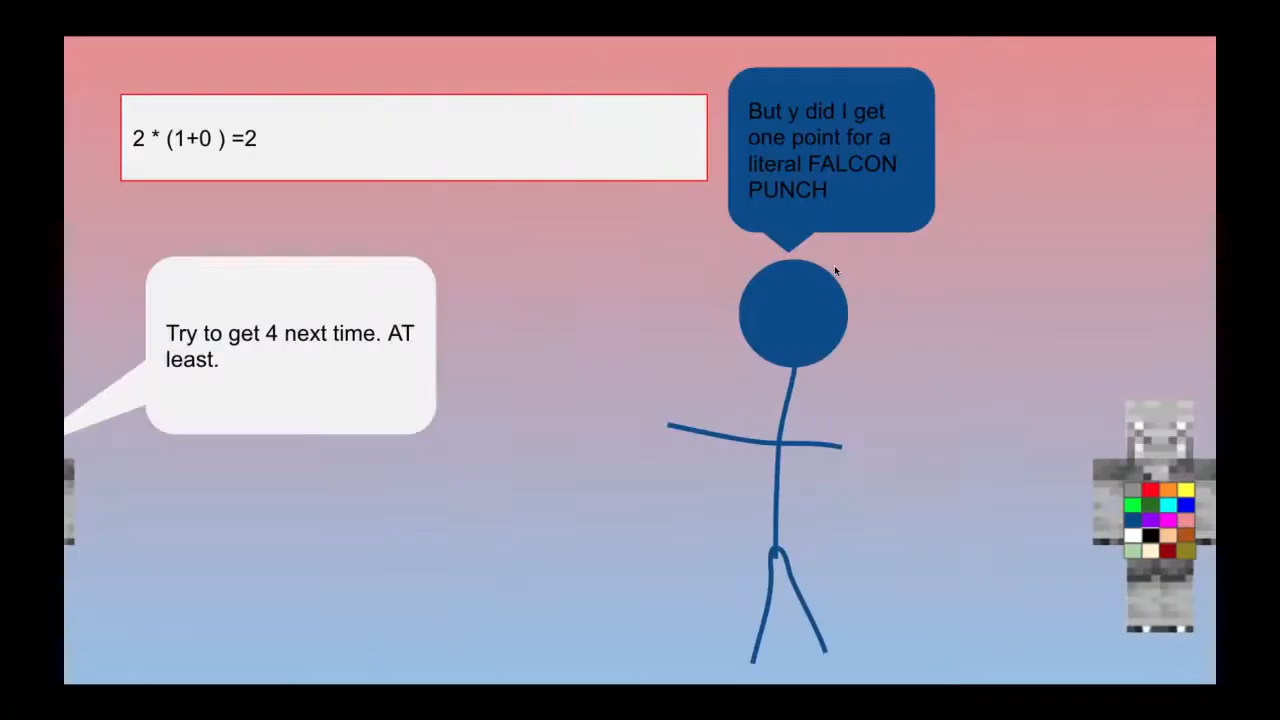 2 * (1+0 ) =2
But y did I get
one point for a
literal FALCON
PUNCH
Try to get 4 next time. AT
least.